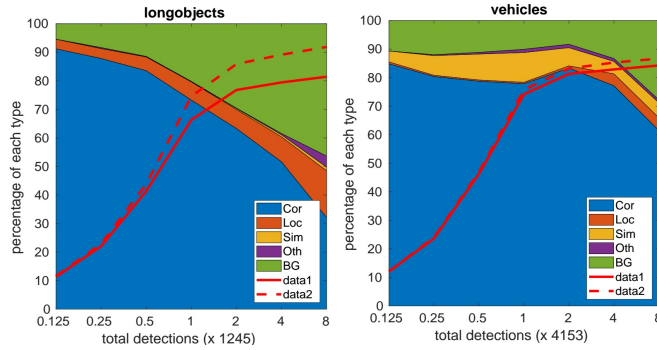 longobjects
percentage of each type
100
90
80
70
60
50
40
30
20
10
0
Cor
Loc
Sim
Oth
BG
data1
data2
0.125 0.25 0.5 1 2 4 8
total detections (x 1245)
vehicles
percentage of each type
100
90
80
70
60
50
40
30
20
10
0
Cor
Loc
Sim
Oth
BG
data1
data2
0.125 0.25 0.5 1 2 4 8
total detections (x 4153)